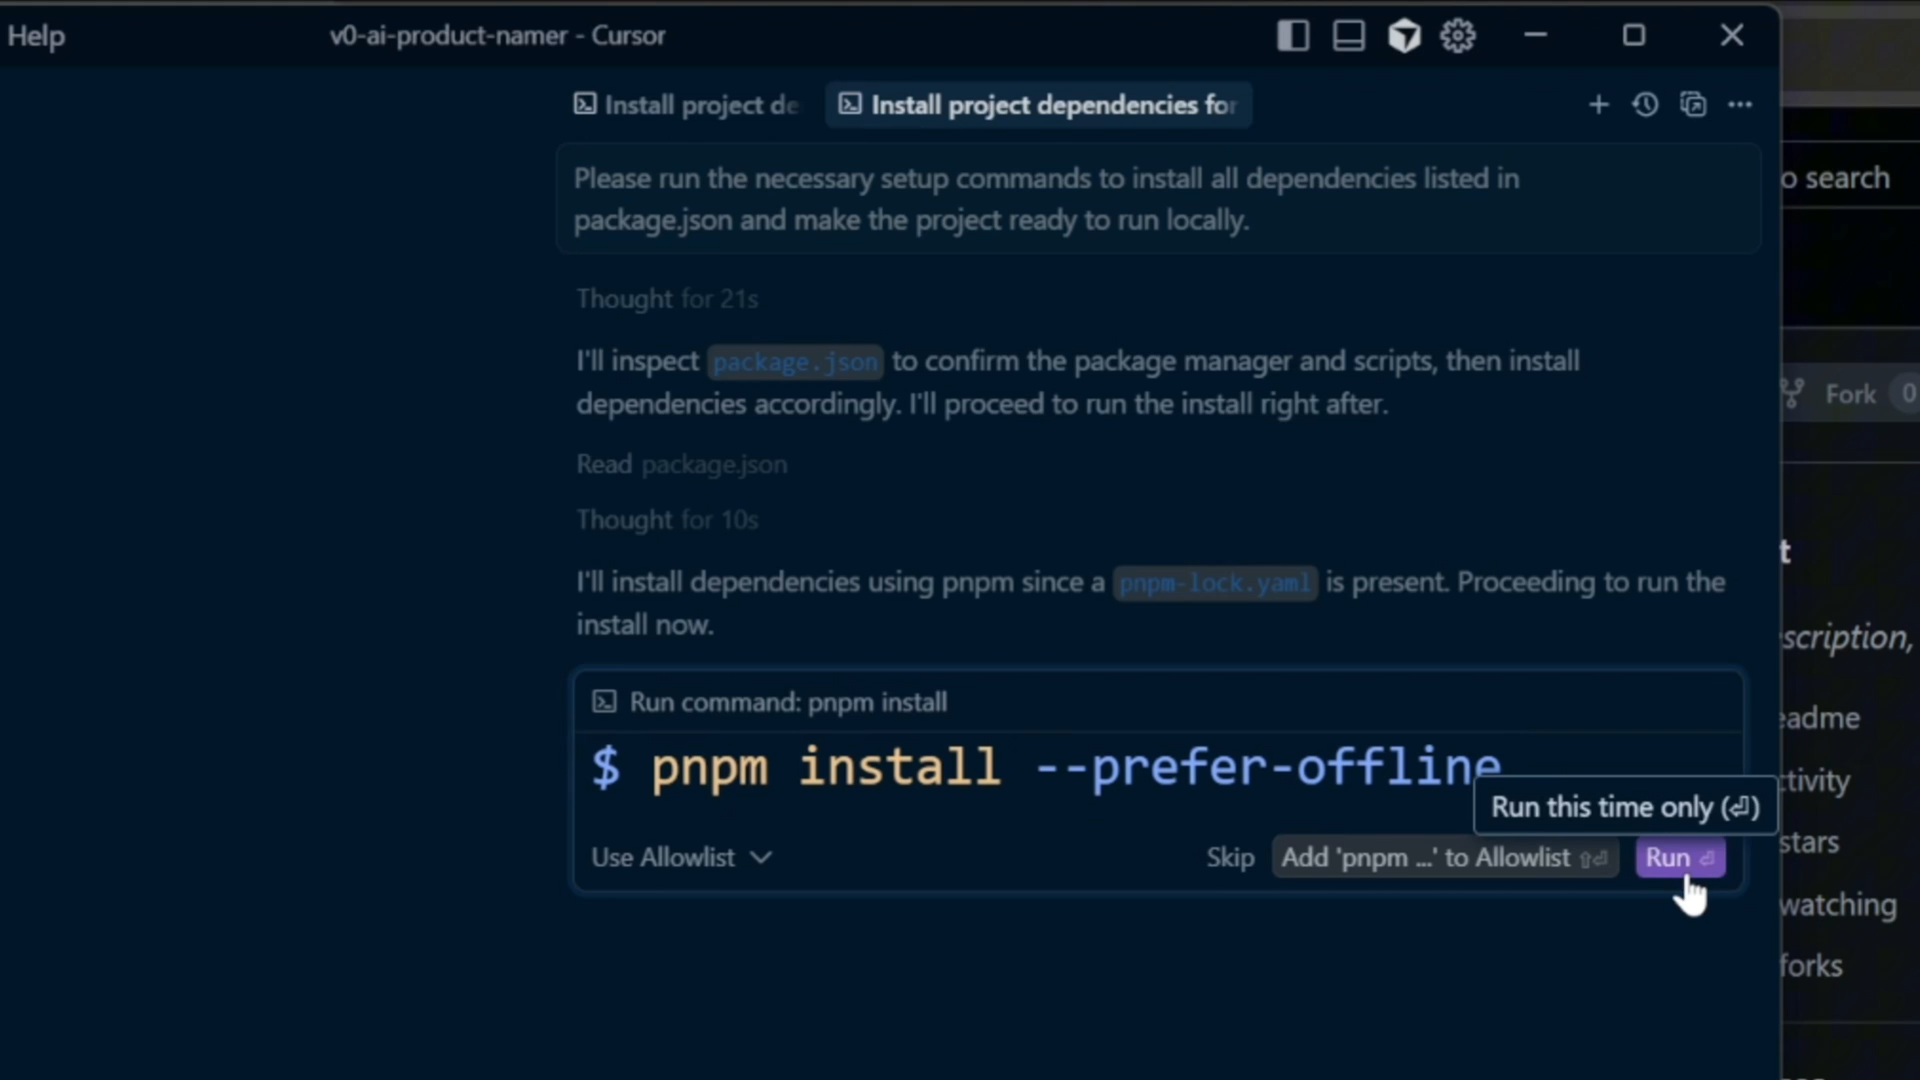 Help
v0-ai-product-namer - Cursor
Install project de
Install project dependencies for
Please run the necessary setup commands to install all dependencies listed in
package.json and make the project ready to run locally.
Thought for 21s
I'll inspect package.json to confirm the package manager and scripts, then install
dependencies accordingly. I'll proceed to run the install right after.
Read package.json
Thought for 10s
I'll install dependencies using pnpm since a pnpm-lock.yaml is present. Proceeding to run the
install now.
Run command: pnpm install
$ pnpm install --prefer-offline
Run this time only (⏎)
Use Allowlist
Skip
Add 'pnpm ...' to Allowlist ⇧⏎
Run ⏎
o search
Fork 0
t
scription,
eadme
ctivity
stars
watching
forks